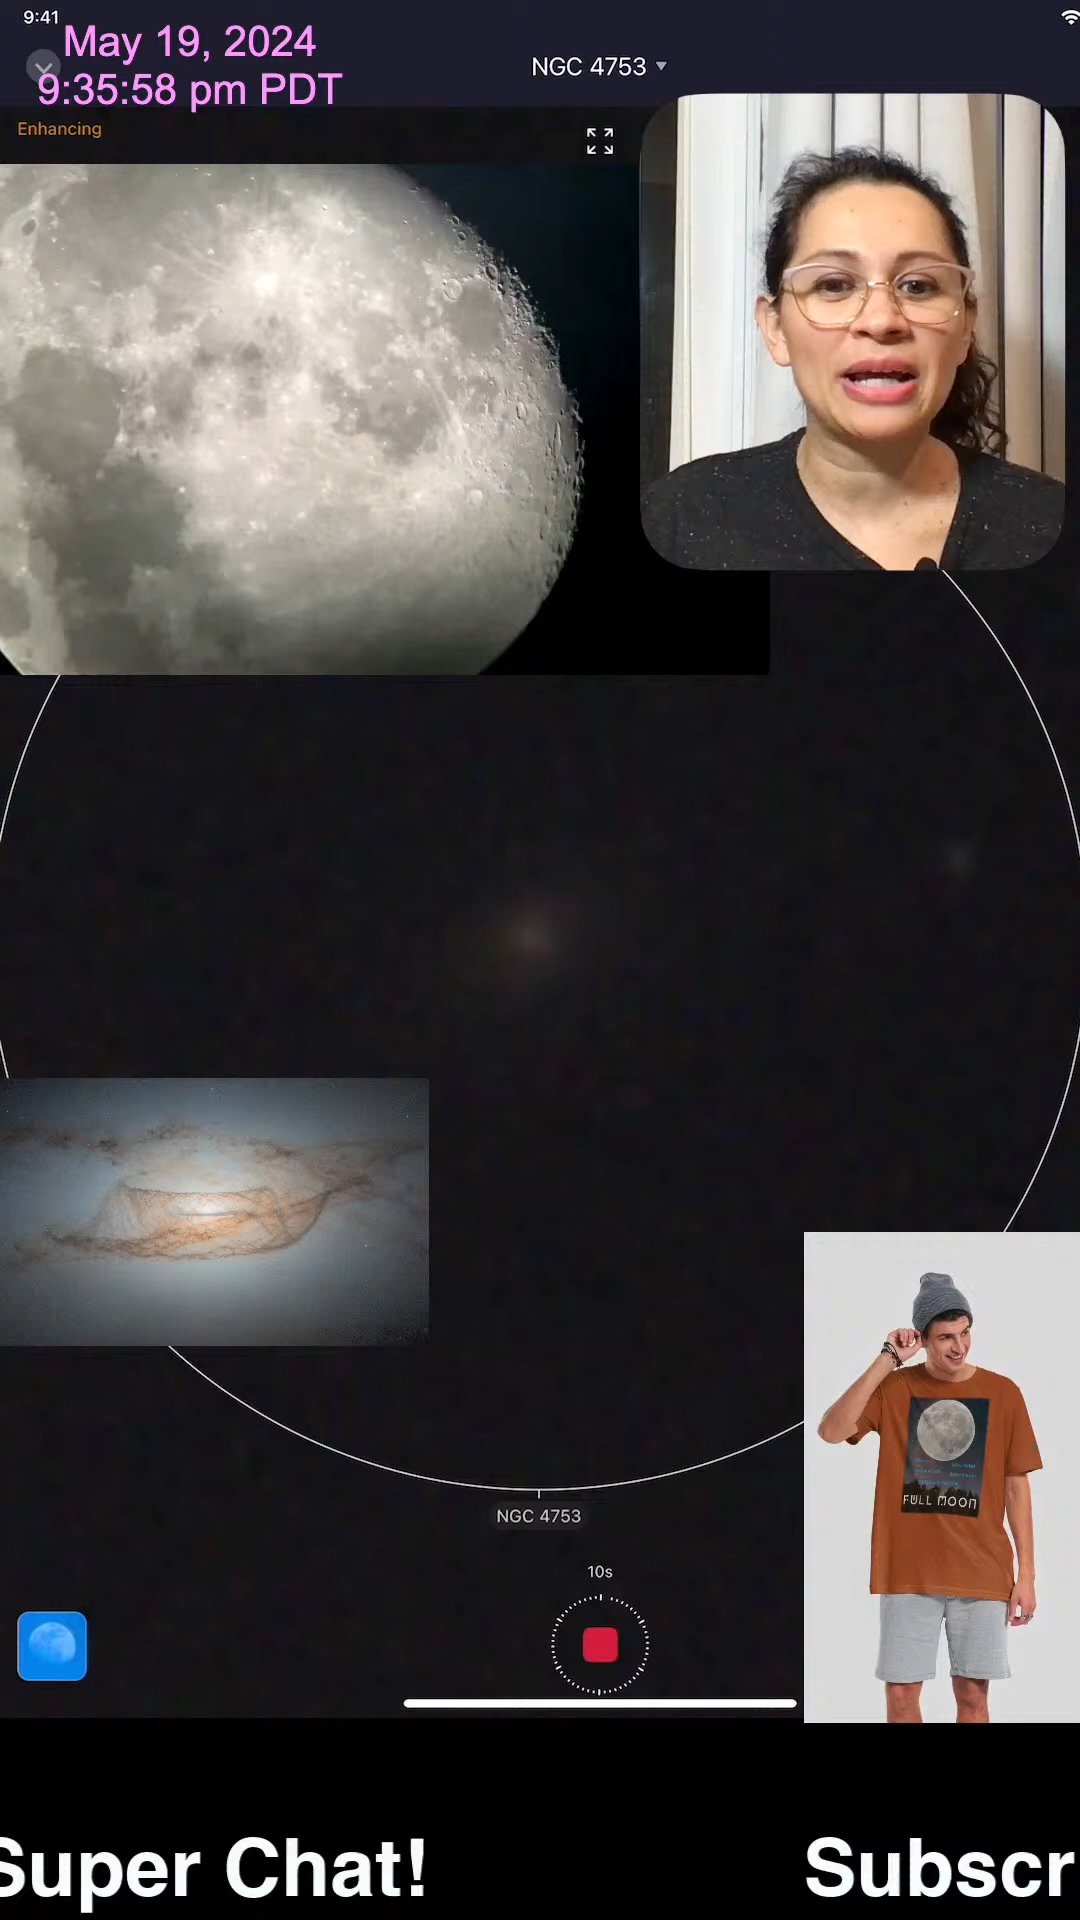 9:41
May 19, 2024
9:35:58 pm PDT
NGC 4753
Enhancing
FULL MOON
NGC 4753
10s
Super Chat!
Subscr